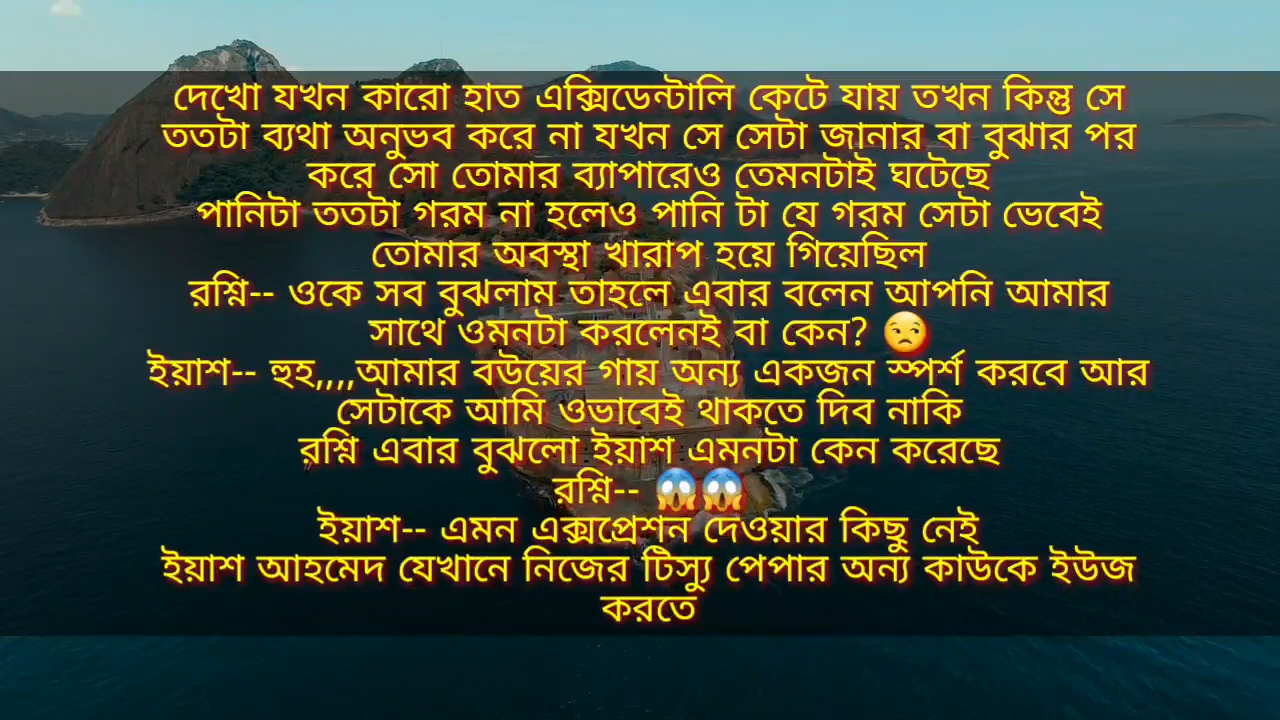 দেখো যখন কারো হাত এক্সিডেন্টালি কেটে যায় তখন কিন্তু সে
ততটা ব্যথা অনুভব করে না যখন সে সেটা জানার বা বুঝার পর
করে সো তোমার ব্যাপারেও তেমনটাই ঘটেছে
পানিটা ততটা গরম না হলেও পানি টা যে গরম সেটা ভেবেই
তোমার অবস্থা খারাপ হয়ে গিয়েছিল
রশ্নি-- ওকে সব বুঝলাম তাহলে এবার বলেন আপনি আমার
সাথে ওমনটা করলেনই বা কেন? 😒
ইয়াশ-- হুহ,,,,আমার বউয়ের গায় অন্য একজন স্পর্শ করবে আর
সেটাকে আমি ওভাবেই থাকতে দিব নাকি
রশ্নি এবার বুঝলো ইয়াশ এমনটা কেন করেছে
রশ্নি-- 😱😱
ইয়াশ-- এমন এক্সপ্রেশন দেওয়ার কিছু নেই
ইয়াশ আহমেদ যেখানে নিজের টিস্যু পেপার অন্য কাউকে ইউজ
করতে